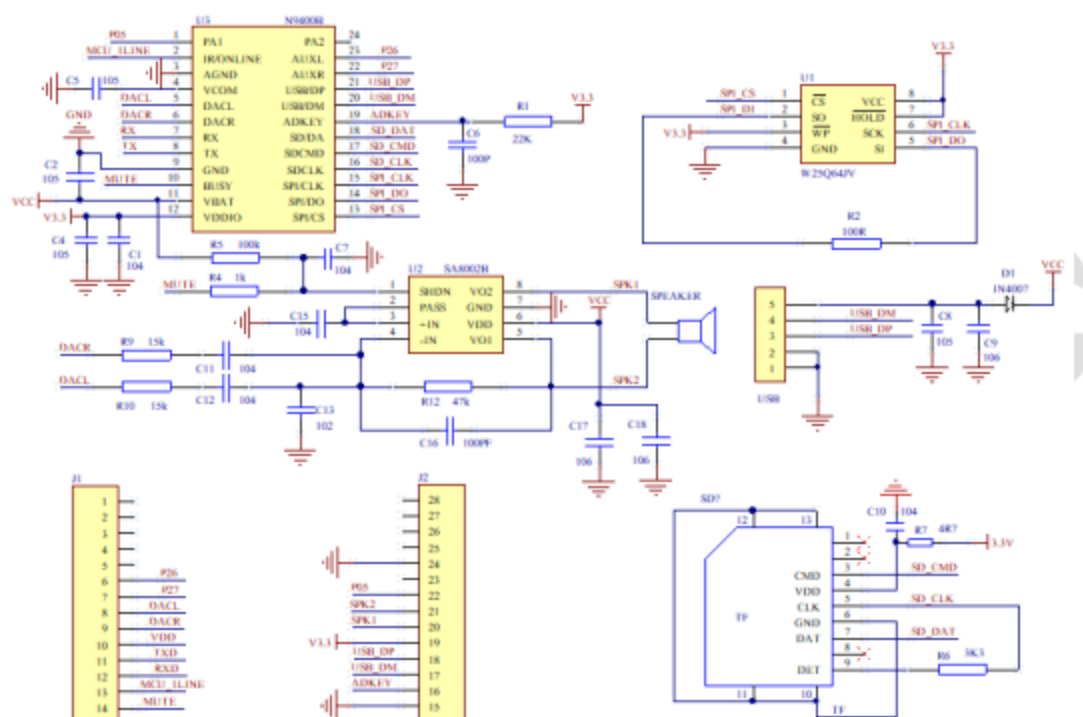 U3 N9400B
P05 1 PA1 PA2 24
MCU_1LINE 2 IR/ONLINE AUXL 23 P26
3 AGND AUXR 22 P27
C5 105 4 VCOM USB/DP 21 USB_DP
DACL 5 DACL USB/DM 20 USB_DM
DACR 6 DACR ADKEY 19 ADKEY
RX 7 RX SD/DA 18 SD_DAT
TX 8 TX SDCMD 17 SD_CMD
9 GND SDCLK 16 SD_CLK
MUTE 10 BUSY SPI/CLK 15 SPI_CLK
11 VBAT SPI/DO 14 SPI_DO
12 VDDIO SPI/CS 13 SPI_CS
GND
C2
105
VCC
V3.3
C4
105
C1
104
R1
22K
V3.3
C6
100P
U1
SPI_CS 1 CS VCC 8
SPI_DI 2 SO HOLD 7
V3.3 3 WP SCK 6 SPI_CLK
4 GND SI 5 SPI_DO
W25Q64JV
V3.3
R2
100R
R5 100k
C7
104
MUTE R4 1k
U2 SA8002B
1 SHDN VO2 8 SPK1
2 PASS GND 7
3 +IN VDD 6 VCC
4 -IN VO1 5
SPEAKER
C15
104
DACR R9 15k
C11 104
DACL R10 15k
C12 104
C13
102
R12 47k
C16 100PF
SPK2
C17
106
C18
106
5
4 USB_DM
3 USB_DP
2
1
USB
C8
105
C9
106
D1
1N4007
VCC
J1
1
2
3
4
5
6 P26
7 P27
8 DACL
9 DACR
10 VDD
11 TXD
12 RXD
13 MCU_1LINE
14 MUTE
J2
28
27
26
25
24
23
P05 22
SPK2 21
SPK1 20
V3.3 19
USB_DP 18
USB_DM 17
ADKEY 16
15
SD?
12 13
TF
1
2
CMD 3 SD_CMD
VDD 4
CLK 5 SD_CLK
GND 6
DAT 7 SD_DAT
8
DET 9
11 10
TF
C10 104
R7 4R7
3.3V
R6 3K3